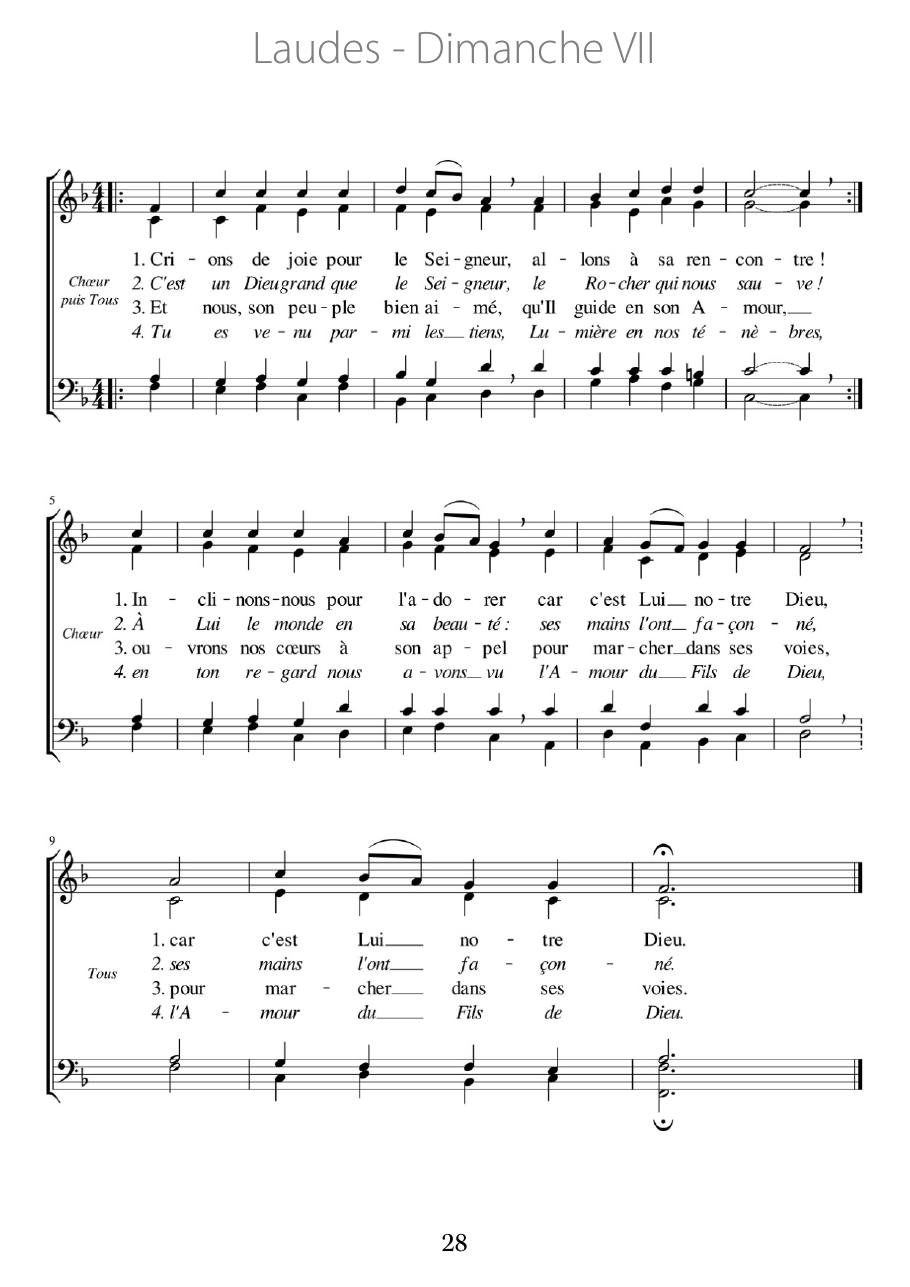 Laudes - Dimanche VII
Chœur
puis Tous
1. Cri - ons de joie pour le Sei - gneur, al - lons à sa ren - con - tre !
2. C'est un Dieu grand que le Sei - gneur, le Ro - cher qui nous sau - ve !
3. Et nous, son peu - ple bien ai - mé, qu'Il guide en son A - mour,
4. Tu es ve - nu par - mi les tiens, Lu - mière en nos té - nè - bres,
5
Chœur
1. In - cli - nons-nous pour l'a - do - rer car c'est Lui no - tre Dieu,
2. À Lui le monde en sa beau - té : ses mains l'ont fa - çon - né,
3. ou - vrons nos cœurs à son ap - pel pour mar - cher dans ses voies,
4. en ton re - gard nous a - vons vu l'A - mour du Fils de Dieu,
9
Tous
1. car c'est Lui no - tre Dieu.
2. ses mains l'ont fa - çon - né.
3. pour mar - cher dans ses voies.
4. l'A - mour du Fils de Dieu.
28